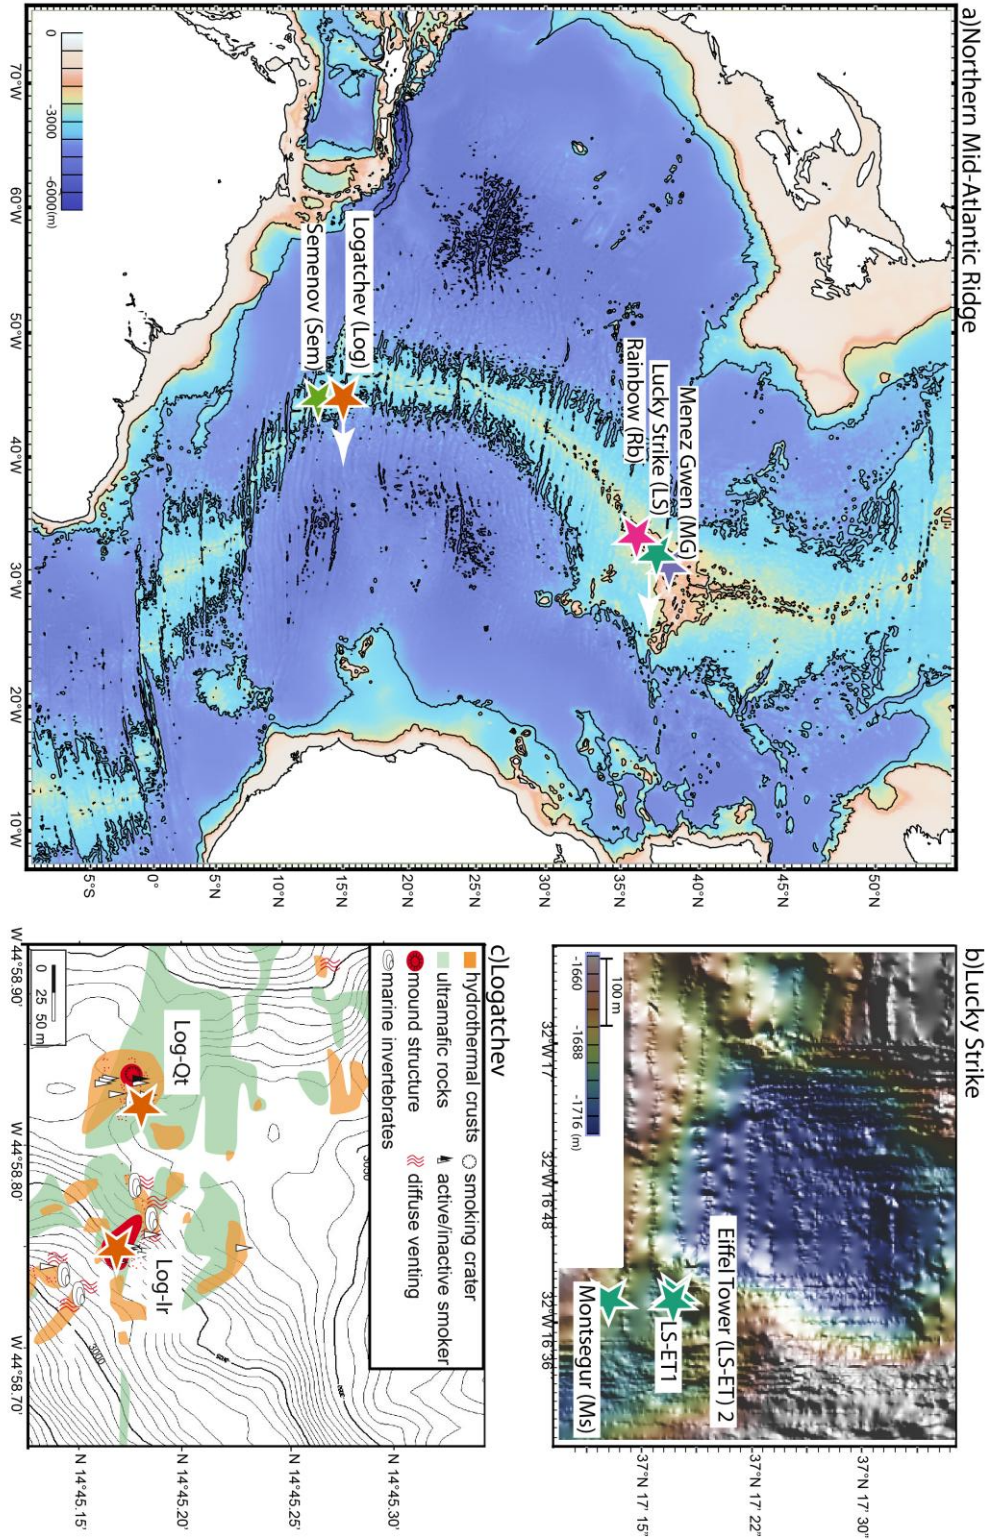 a)Northern Mid-Atlantic Ridge
Menez Gwen (MG)
Lucky Strike (LS)
Rainbow (Rb)
Logatchev (Log)
Semenov (Sem)
0
-3000
-6000(m)
70°W
60°W
50°W
40°W
30°W
20°W
10°W
50°N
45°N
40°N
35°N
30°N
25°N
20°N
15°N
10°N
5°N
0°
5°S
b)Lucky Strike
100 m
-1660
-1688
-1716 (m)
Eiffel Tower (LS-ET) 2
LS-ET1
Montsegur (Ms)
32°W17
32°W 16'48
32°W 16'36
37°N 17' 30"
37°N 17' 22
37°N 17' 15"
c)Logatchev
hydrothermal crusts
smoking crater
ultramafic rocks
active/inactive smoker
mound structure
diffuse venting
marine invertebrates
Log-Qt
Log-Ir
3000
0 25 50 m
W 44°58.90'
W 44°58.80'
W 44°58.70'
N 14°45.30'
N 14°45.25'
N 14°45.20'
N 14°45.15'